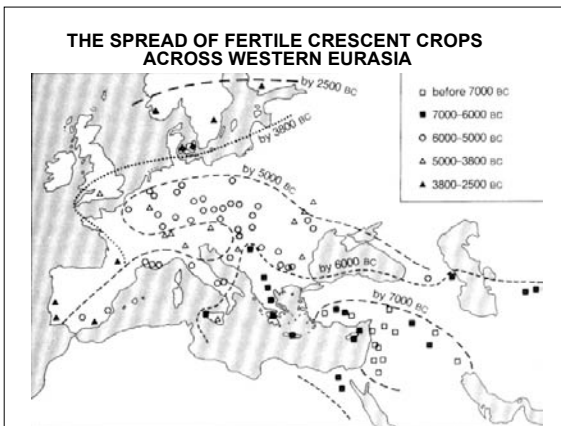 THE SPREAD OF FERTILE CRESCENT CROPS
ACROSS WESTERN EURASIA
by 2500 BC
before 7000 BC
7000–6000 BC
by 3800 BC
6000–5000 BC
5000–3800 BC
3800–2500 BC
by 5000 BC
by 6000 BC
by 7000 BC